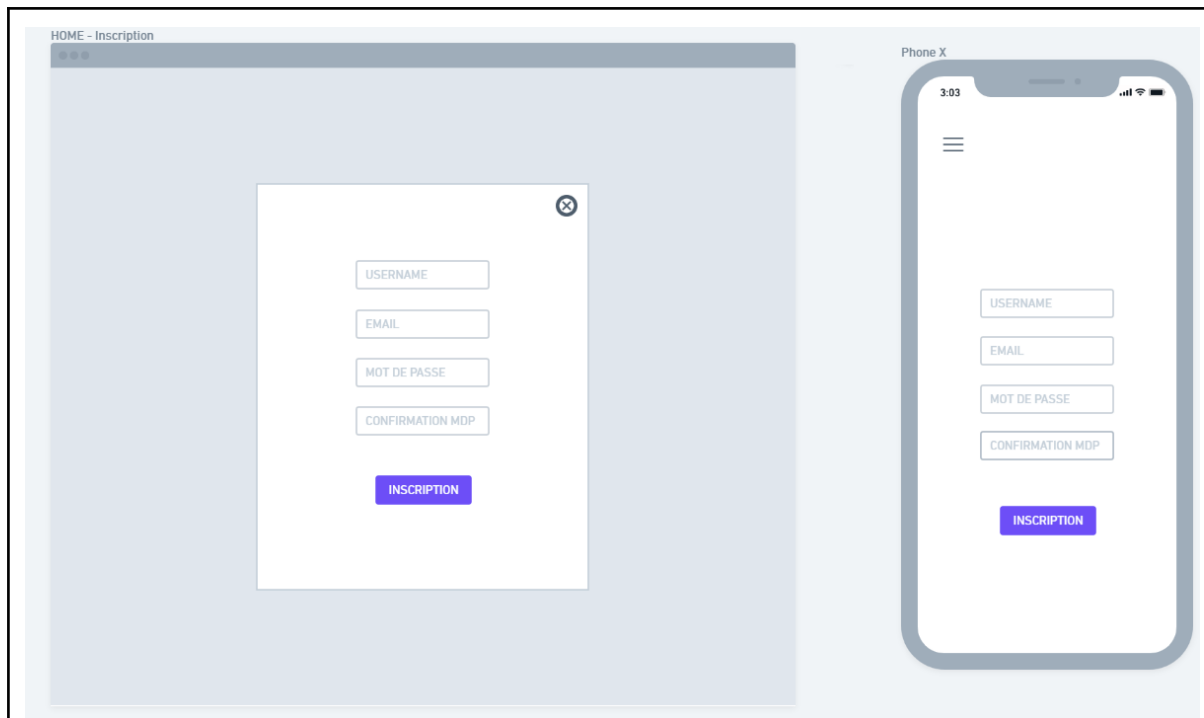 HOME - Inscription
USERNAME
EMAIL
MOT DE PASSE
CONFIRMATION MDP
INSCRIPTION
Phone X
3:03
USERNAME
EMAIL
MOT DE PASSE
CONFIRMATION MDP
INSCRIPTION